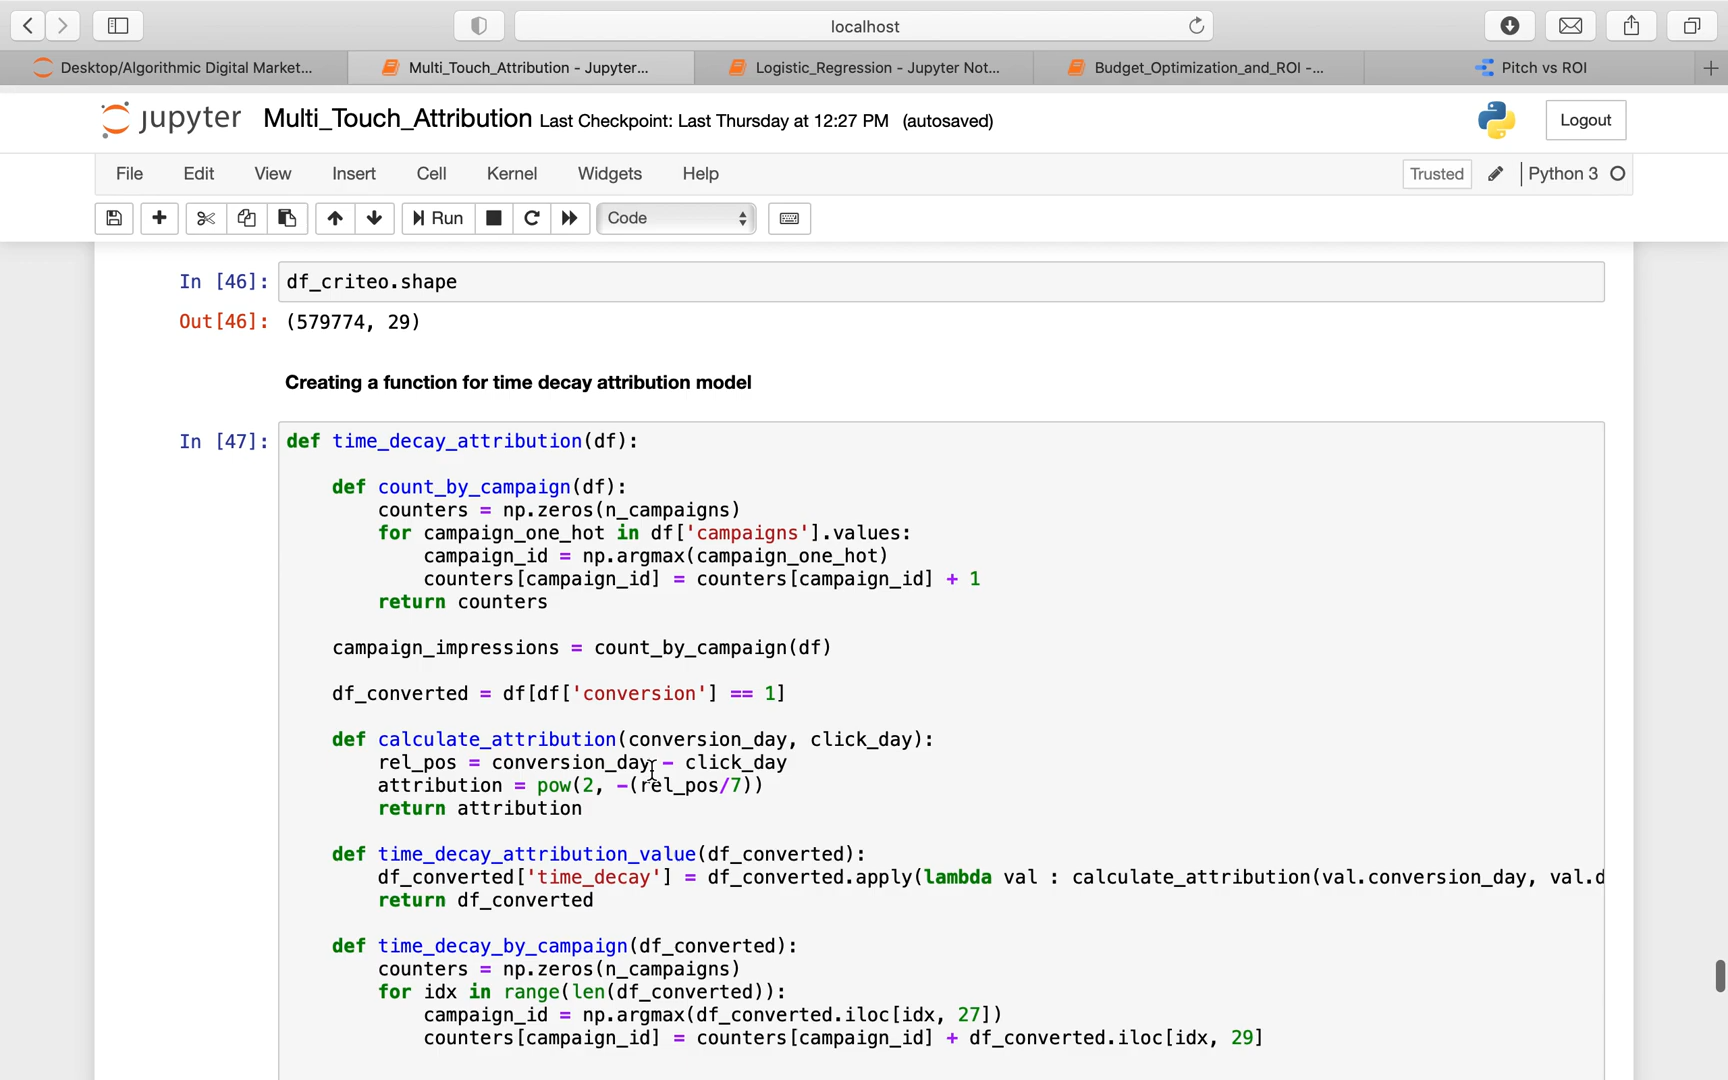 localhost
Desktop/Algorithmic Digital Market...
Multi_Touch_Attribution - Jupyter...
Logistic_Regression - Jupyter Not...
Budget_Optimization_and_ROI -...
Pitch vs ROI
jupyter Multi_Touch_Attribution Last Checkpoint: Last Thursday at 12:27 PM (autosaved)
Logout
File Edit View Insert Cell Kernel Widgets Help
Trusted
Python 3
Run
Code
In [46]: df_criteo.shape
Out[46]: (579774, 29)
Creating a function for time decay attribution model
In [47]: def time_decay_attribution(df):
def count_by_campaign(df):
counters = np.zeros(n_campaigns)
for campaign_one_hot in df['campaigns'].values:
campaign_id = np.argmax(campaign_one_hot)
counters[campaign_id] = counters[campaign_id] + 1
return counters
campaign_impressions = count_by_campaign(df)
df_converted = df[df['conversion'] == 1]
def calculate_attribution(conversion_day, click_day):
rel_pos = conversion_day - click_day
attribution = pow(2, -(rel_pos/7))
return attribution
def time_decay_attribution_value(df_converted):
df_converted['time_decay'] = df_converted.apply(lambda val : calculate_attribution(val.conversion_day, val.d
return df_converted
def time_decay_by_campaign(df_converted):
counters = np.zeros(n_campaigns)
for idx in range(len(df_converted)):
campaign_id = np.argmax(df_converted.iloc[idx, 27])
counters[campaign_id] = counters[campaign_id] + df_converted.iloc[idx, 29]